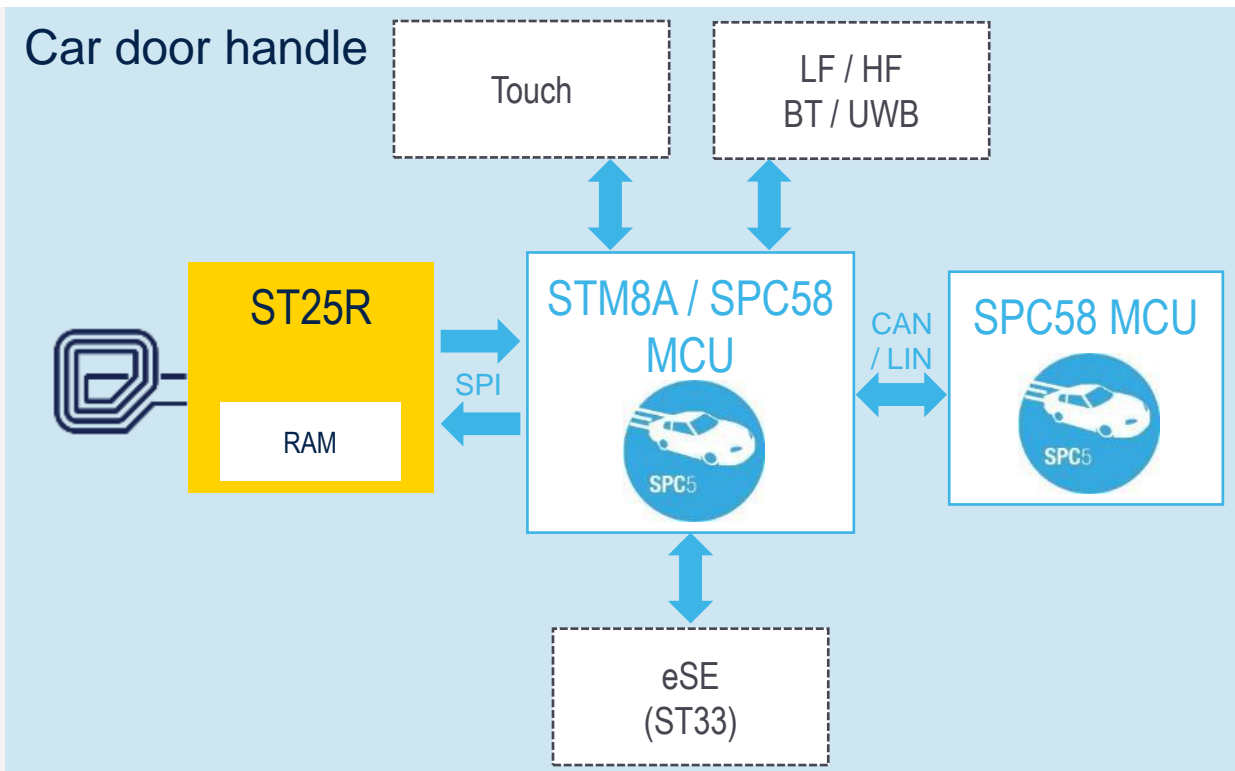 Car door handle
Touch
LF / HF
BT / UWB
ST25R
RAM
SPI
STM8A / SPC58
MCU
SPC5
CAN
/ LIN
SPC58 MCU
SPC5
eSE
(ST33)